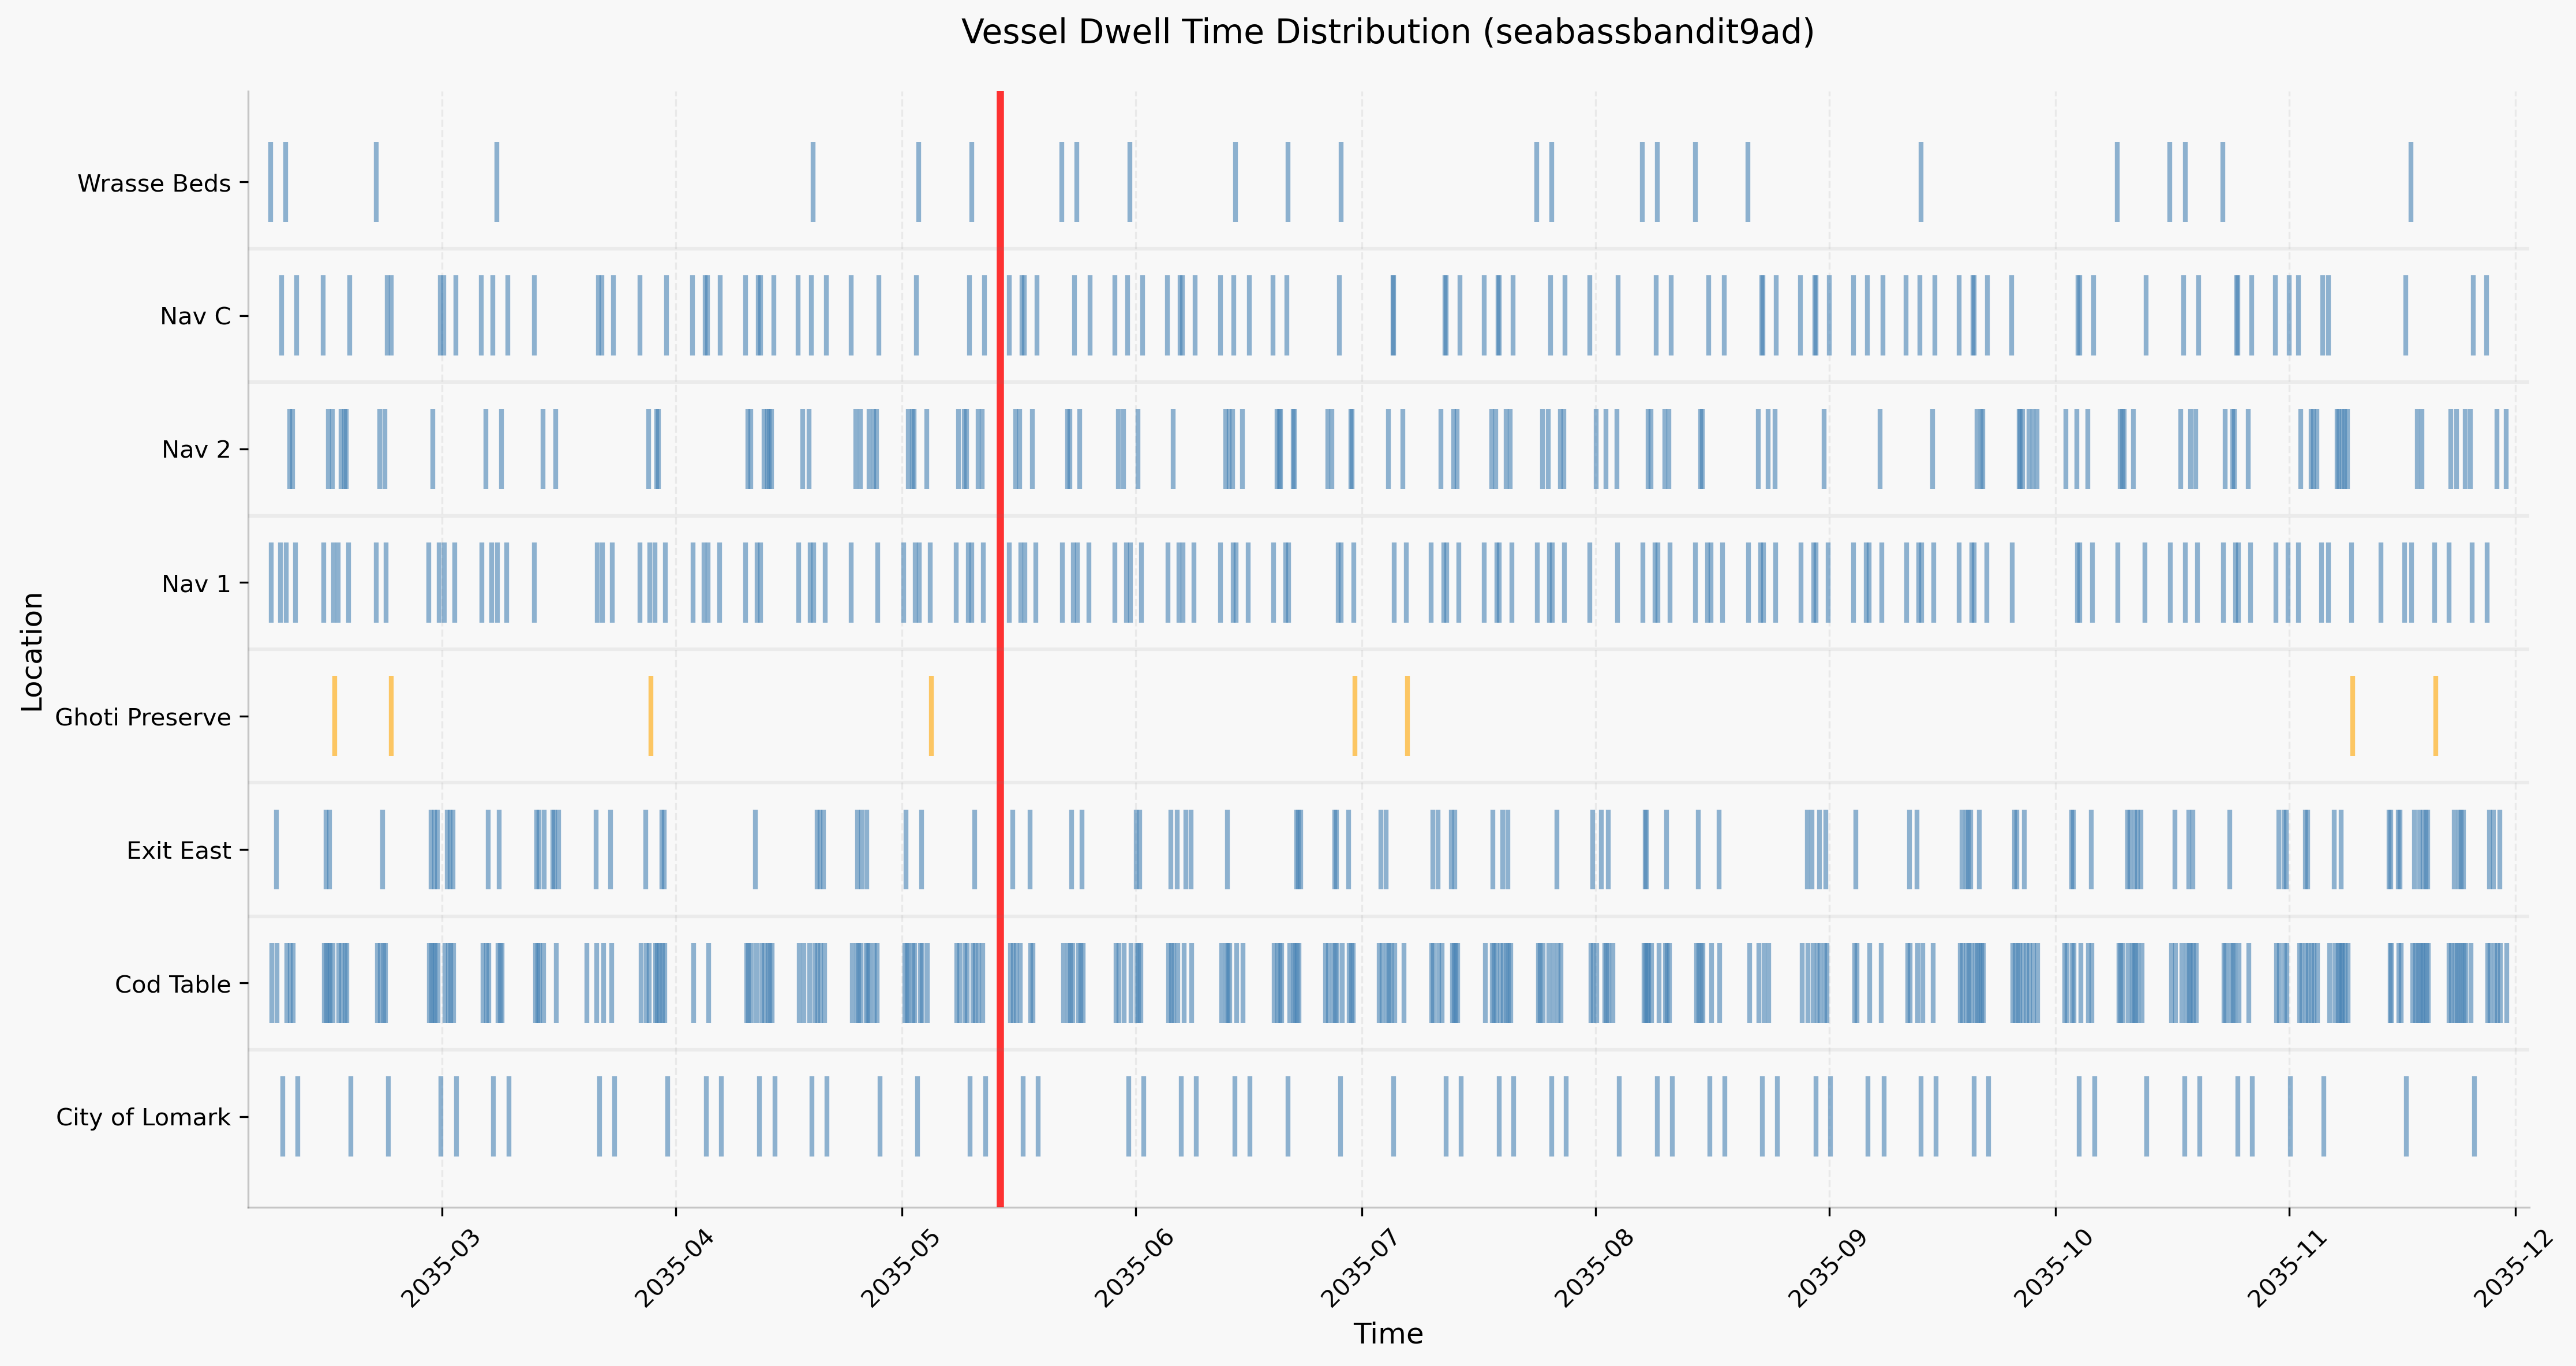 Vessel Dwell Time Distribution (seabassbandit9ad)
Location
Wrasse Beds
Nav C
Nav 2
Nav 1
Ghoti Preserve
Exit East
Cod Table
City of Lomark
2035-03
2035-04
2035-05
2035-06
2035-07
2035-08
2035-09
2035-10
2035-11
2035-12
Time